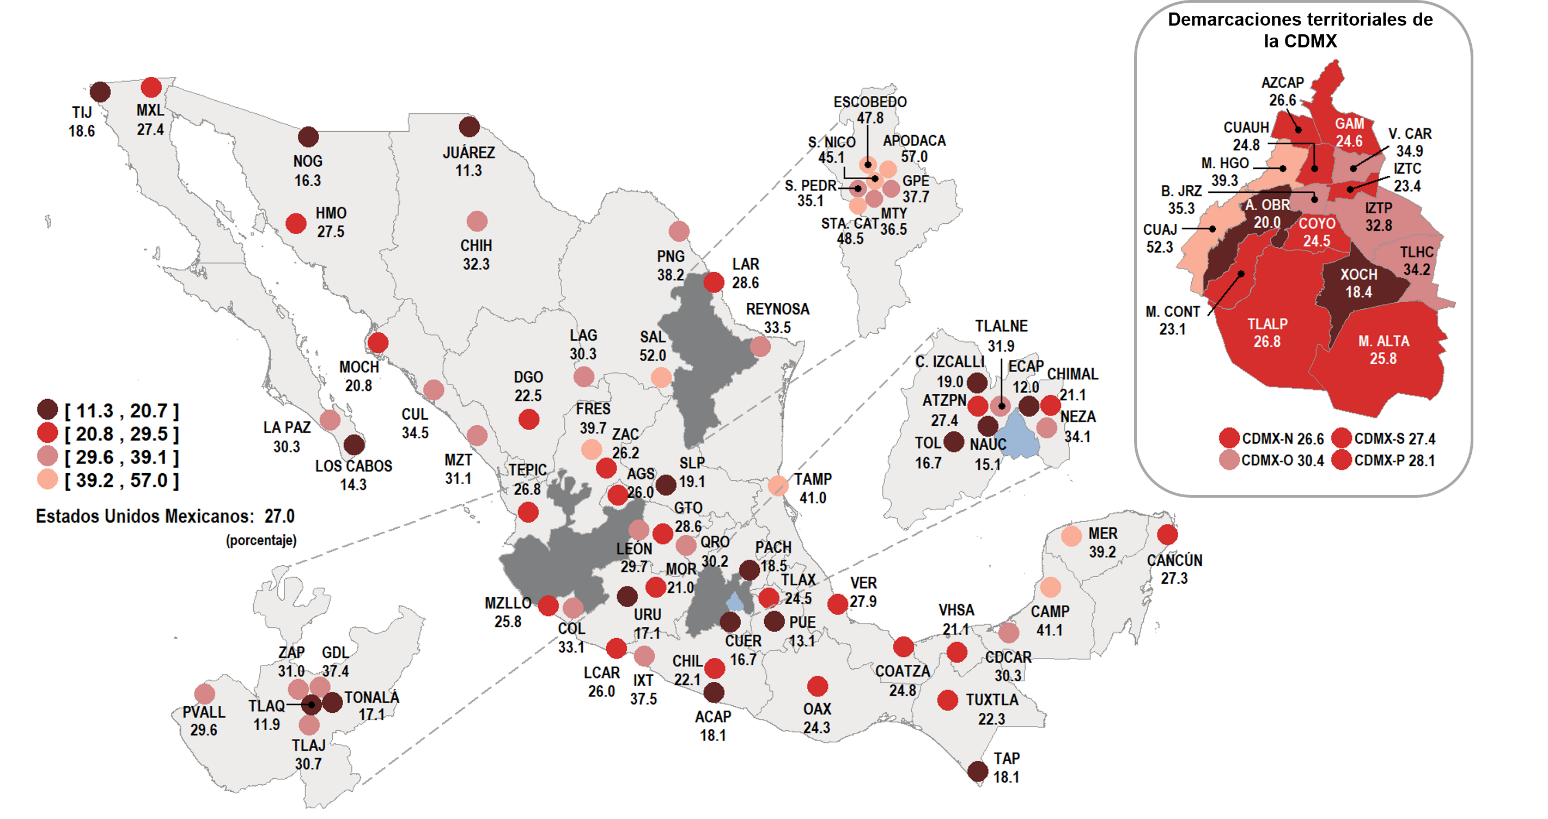 Demarcaciones territoriales de
la CDMX
AZCAP
26.6
CUAUH
24.8
GAM
24.6
V. CAR
34.9
M. HGO
39.3
IZTC
23.4
B. JRZ
35.3
A. OBR
20.0
IZTP
32.8
CUAJ
52.3
COYO
24.5
TLHC
34.2
XOCH
18.4
M. CONT
23.1
TLALP
26.8
M. ALTA
25.8
CDMX-N 26.6
CDMX-S 27.4
CDMX-O 30.4
CDMX-P 28.1
TIJ
18.6
MXL
27.4
NOG
16.3
JUÁREZ
11.3
HMO
27.5
CHIH
32.3
ESCOBEDO
47.8
S. NICO
45.1
APODACA
57.0
S. PEDR
35.1
GPE
37.7
STA. CAT
48.5
MTY
36.5
PNG
38.2
LAR
28.6
REYNOSA
33.5
LAG
30.3
SAL
52.0
MOCH
20.8
DGO
22.5
CUL
34.5
FRES
39.7
ZAC
26.2
LA PAZ
30.3
LOS CABOS
14.3
MZT
31.1
TEPIC
26.8
AGS
26.0
SLP
19.1
TAMP
41.0
TLALNE
31.9
C. IZCALLI
19.0
ECAP
12.0
CHIMAL
21.1
ATZPN
27.4
NEZA
34.1
TOL
16.7
NAUC
15.1
[ 11.3 , 20.7 ]
[ 20.8 , 29.5 ]
[ 29.6 , 39.1 ]
[ 39.2 , 57.0 ]
Estados Unidos Mexicanos: 27.0
(porcentaje)
GTO
28.6
LEÓN
29.7
QRO
30.2
PACH
18.5
MOR
21.0
TLAX
24.5
VER
27.9
MER
39.2
CANCÚN
27.3
MZLLO
25.8
COL
33.1
URU
17.1
CUER
16.7
PUE
13.1
VHSA
21.1
CAMP
41.1
LCAR
26.0
IXT
37.5
CHIL
22.1
COATZA
24.8
CDCAR
30.3
ACAP
18.1
OAX
24.3
TUXTLA
22.3
TAP
18.1
ZAP
31.0
GDL
37.4
PVALL
29.6
TLAQ
11.9
TONALÁ
17.1
TLAJ
30.7